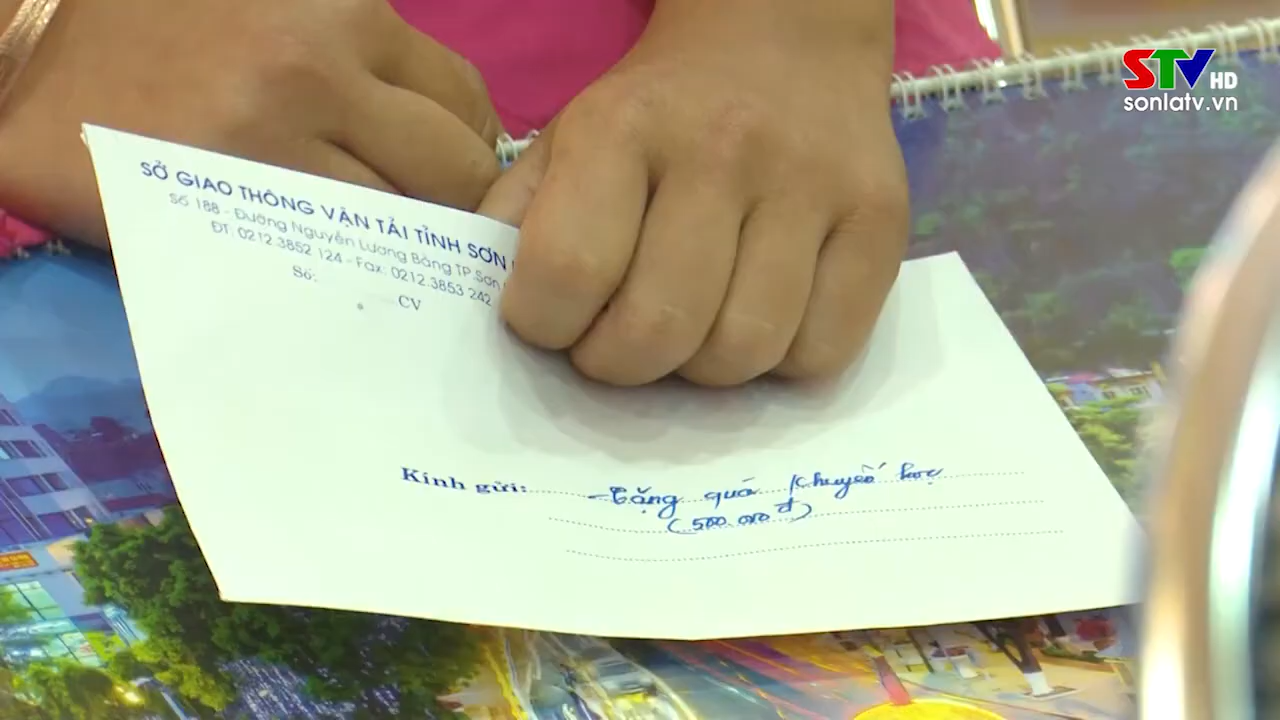 STV HD
sonlatv.vn
SỞ GIAO THÔNG VẬN TẢI TỈNH SƠN
Số 188 - Đường Nguyễn Lương Bằng TP.Sơn
ĐT: 0212.3852 124 - Fax: 0212.3853 242
Số: CV
Kính gửi: Tặng quà khuyến học
(500.000đ)